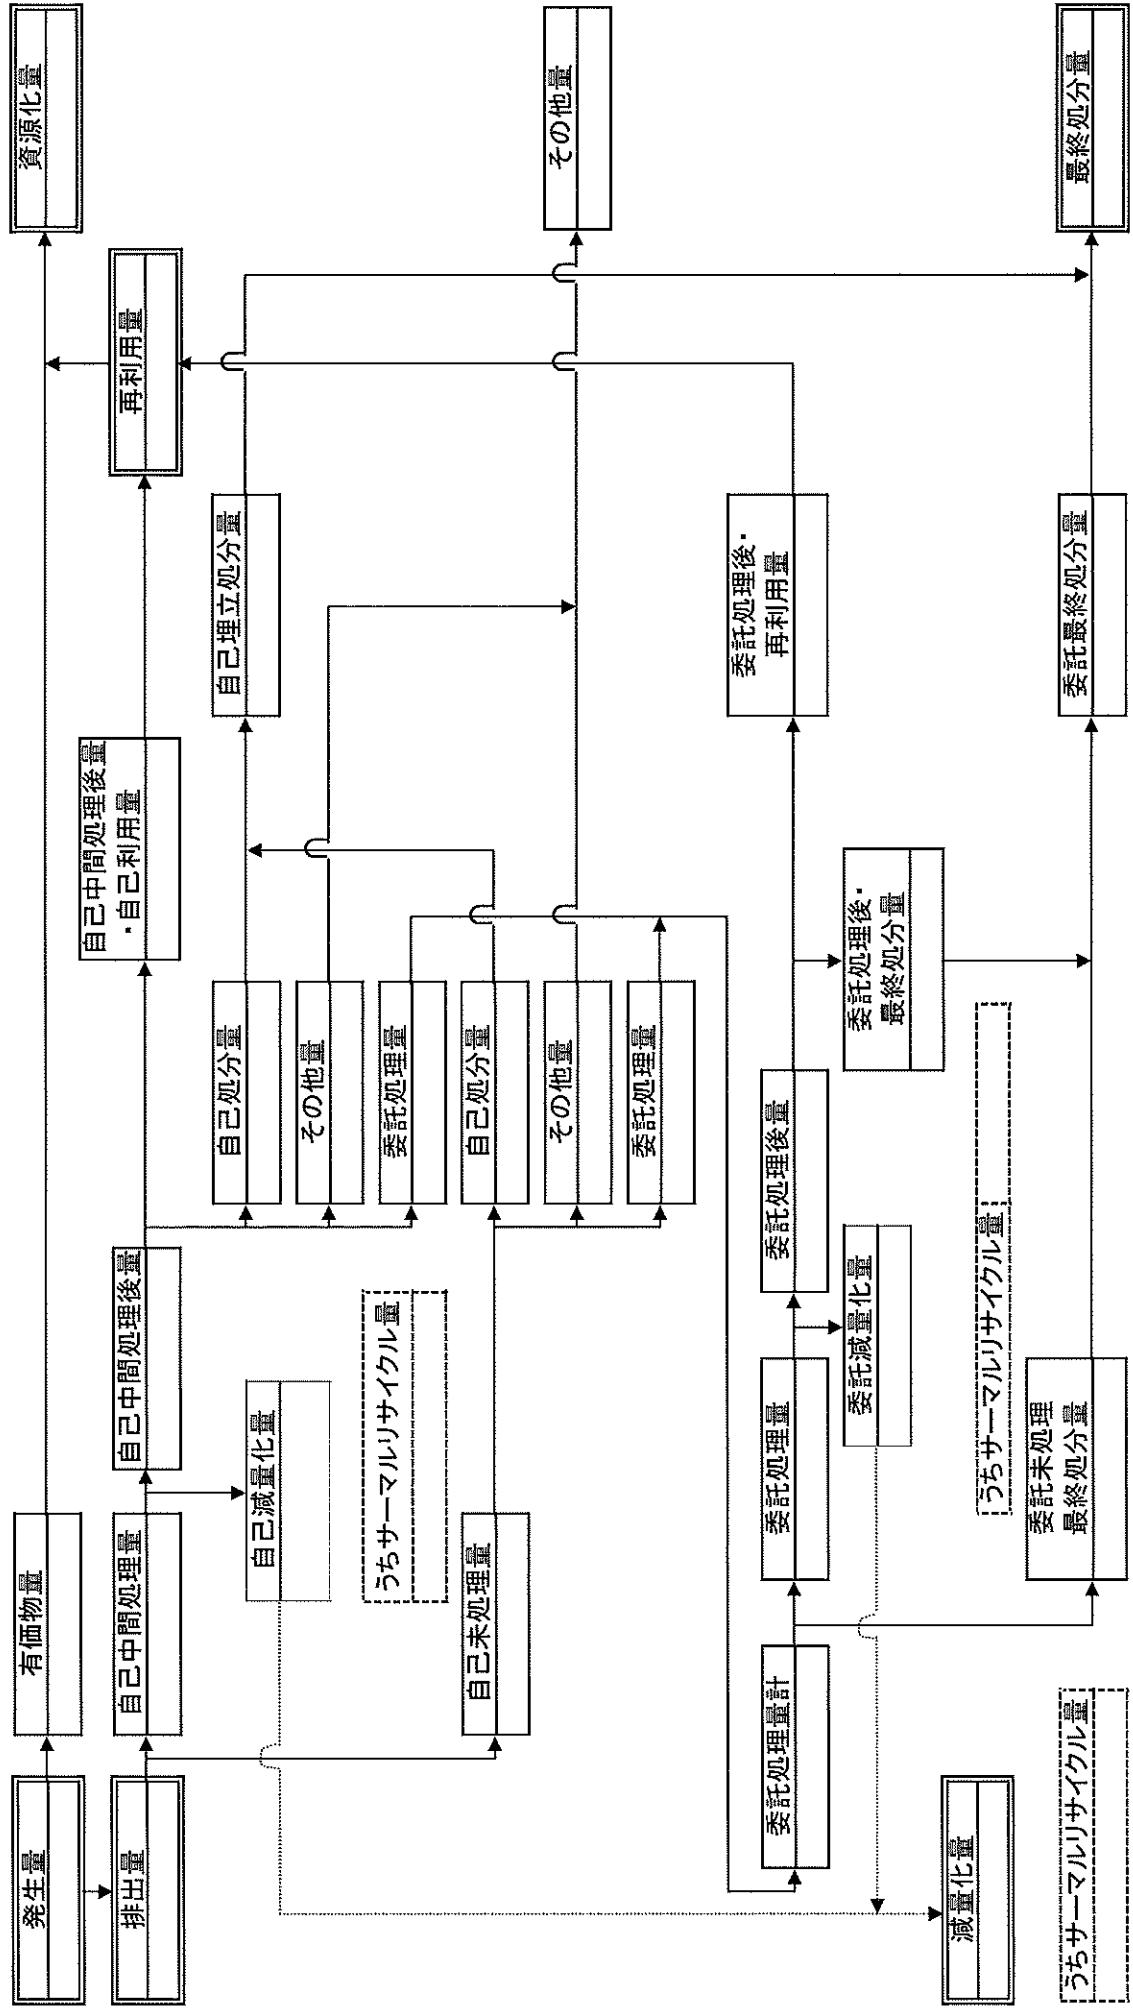 発生量
有価物量
資源化量
排出量
自己中間処理量
自己中間処理後量
自己中間処理後量
・自己利用量
再利用量
自己減量化量
うちサーマルリサイクル量
自己処分量
自己埋立処分量
その他量
委託処理量
自己未処理量
自己処分量
その他量
その他量
委託処理量
委託処理量計
委託処理量
委託処理後量
委託処理後・
再利用量
委託減量化量
委託処理後・
最終処分量
減量化量
うちサーマルリサイクル量
うちサーマルリサイクル量
委託未処理
最終処分量
委託最終処分量
最終処分量